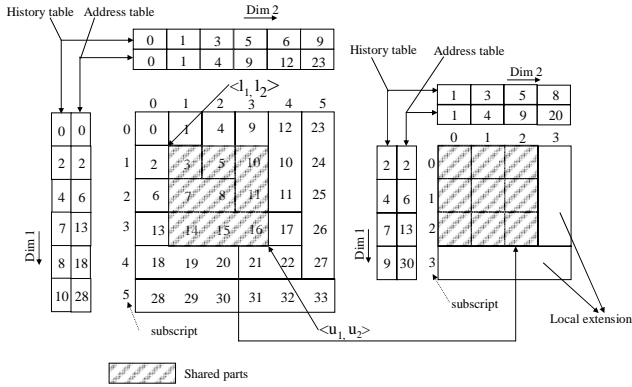 Dim 2
History table Address table
0 1 3 5 6 9
0 1 4 9 12 23
Dim 2
History table Address table
1 3 5 8
1 4 9 20
<l1, l2>
0 1 2 3 4 5
0 0 0 0 1 4 9 12 23
2 2 1 2 3 5 10 10 24
4 6 2 6 7 8 11 11 25
7 13 3 13 14 15 16 17 26
8 18 4 18 19 20 21 22 27
10 28 5 28 29 30 31 32 33
Dim 1
subscript
<u1, u2>
0 1 2 3
2 2 0
4 6 1
7 13 2
9 30 3
Dim 1
subscript
Local extension
Shared parts